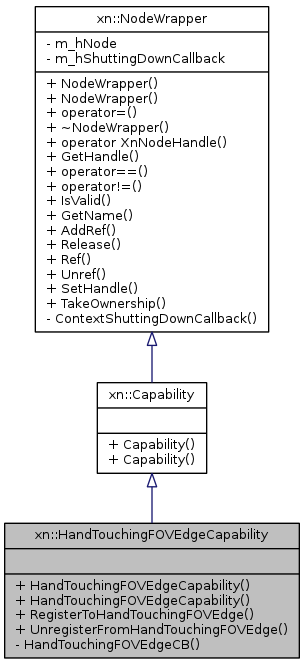 xn::NodeWrapper
- m_hNode
- m_hShuttingDownCallback
+ NodeWrapper()
+ NodeWrapper()
+ operator=()
+ ~NodeWrapper()
+ operator XnNodeHandle()
+ GetHandle()
+ operator==()
+ operator!=()
+ IsValid()
+ GetName()
+ AddRef()
+ Release()
+ Ref()
+ Unref()
+ SetHandle()
+ TakeOwnership()
- ContextShuttingDownCallback()
xn::Capability
+ Capability()
+ Capability()
xn::HandTouchingFOVEdgeCapability
+ HandTouchingFOVEdgeCapability()
+ HandTouchingFOVEdgeCapability()
+ RegisterToHandTouchingFOVEdge()
+ UnregisterFromHandTouchingFOVEdge()
- HandTouchingFOVEdgeCB()